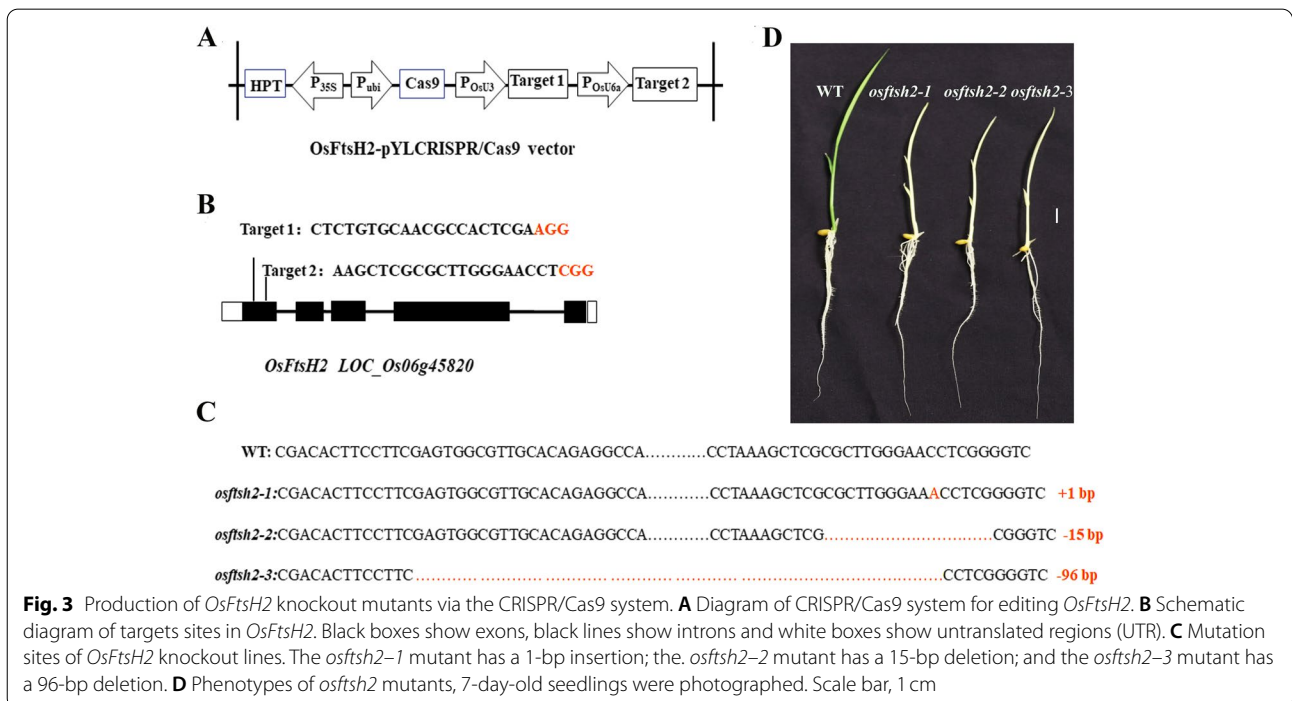 A
HPT P35S Pubi Cas9 POsU3 Target 1 POsU6a Target 2
OsFtsH2-pYLCRISPR/Cas9 vector
B
Target 1: CTCTGTGCAACGCCACTCGAAGG
Target 2: AAGCTCGCGCTTGGGAACCTCGG
OsFtsH2 LOC_Os06g45820
C
WT: CGACACTTCCTTCGAGTGGCGTTGCACAGAGGCCA............CCTAAAGCTCGCGCTTGGGAACCTCGGGGTC
osftsh2-1:CGACACTTCCTTCGAGTGGCGTTGCACAGAGGCCA............CCTAAAGCTCGCGCTTGGGAAACCTCGGGGTC +1 bp
osftsh2-2:CGACACTTCCTTCGAGTGGCGTTGCACAGAGGCCA............CCTAAAGCTCG..................................CGGGTC -15 bp
osftsh2-3:CGACACTTCCTTC..........................................................................................................CCTCGGGGTC -96 bp
D
WT osftsh2-1 osftsh2-2 osftsh2-3
Fig. 3 Production of OsFtsH2 knockout mutants via the CRISPR/Cas9 system. A Diagram of CRISPR/Cas9 system for editing OsFtsH2. B Schematic
diagram of targets sites in OsFtsH2. Black boxes show exons, black lines show introns and white boxes show untranslated regions (UTR). C Mutation
sites of OsFtsH2 knockout lines. The osftsh2–1 mutant has a 1-bp insertion; the. osftsh2–2 mutant has a 15-bp deletion; and the osftsh2–3 mutant has
a 96-bp deletion. D Phenotypes of osftsh2 mutants, 7-day-old seedlings were photographed. Scale bar, 1 cm